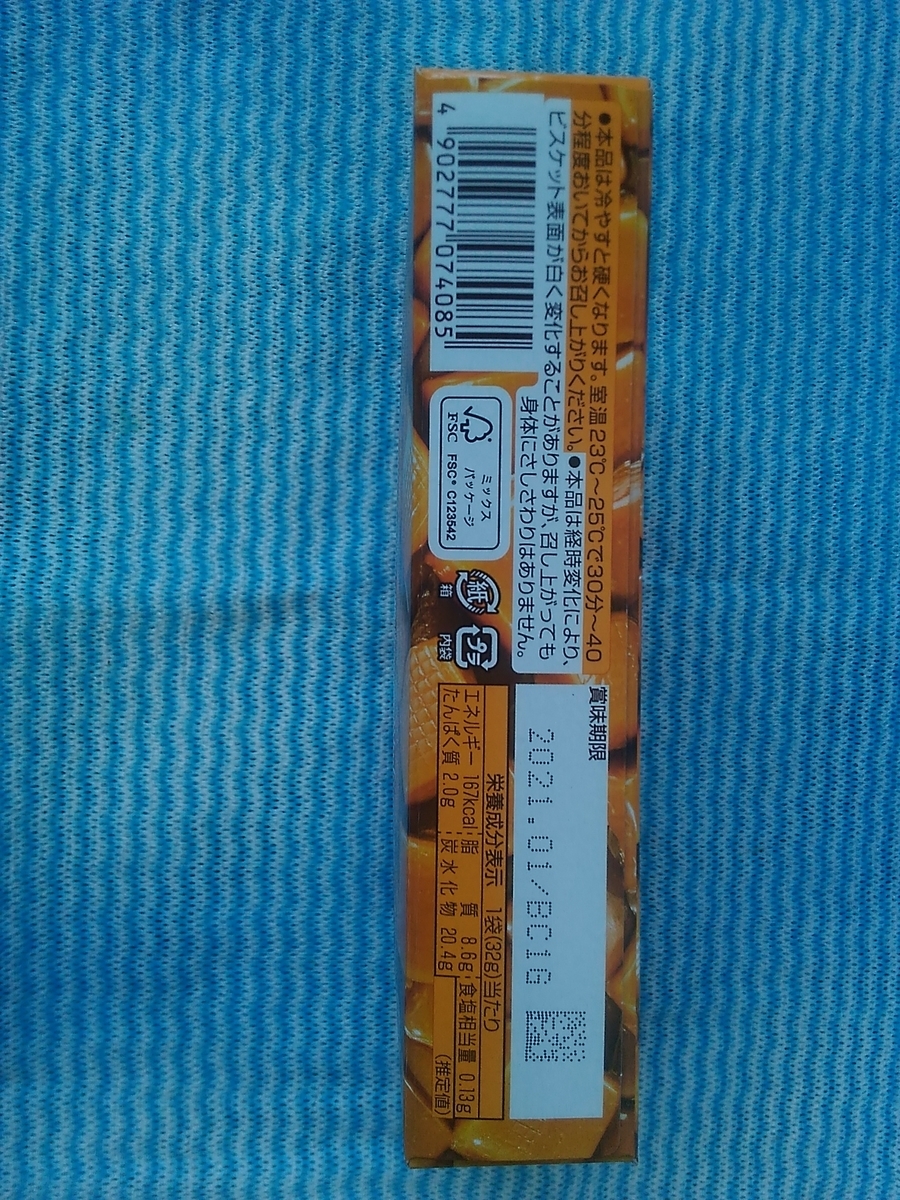 ●本品は冷やすと硬くなります。室温23℃～25℃で30分～40
分程度おいてからお召し上がりください。●本品は経時変化により、
ビスケット表面が白く変化することがありますが、召し上がっても
身体にさしさわりはありません。
4 902777 074085
FSC
ミックス
パッケージ
FSC® C123542
紙
箱
プラ
内袋
賞味期限
2021.01/BC1G
栄養成分表示 1袋(32g)当たり
エネルギー 167kcal 脂質 8.6g 食塩相当量 0.13g
たんぱく質 2.0g 炭水化物 20.4g (推定値)